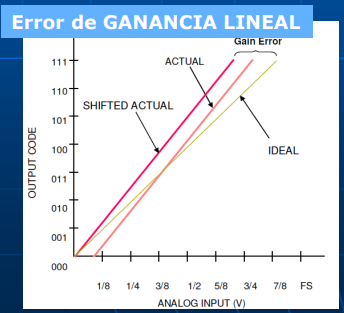 Error de GANANCIA LINEAL
Gain Error
111
ACTUAL
110
SHIFTED ACTUAL
101
100
IDEAL
011
010
001
000
OUTPUT CODE
1/8 1/4 3/8 1/2 5/8 3/4 7/8 FS
ANALOG INPUT (V)